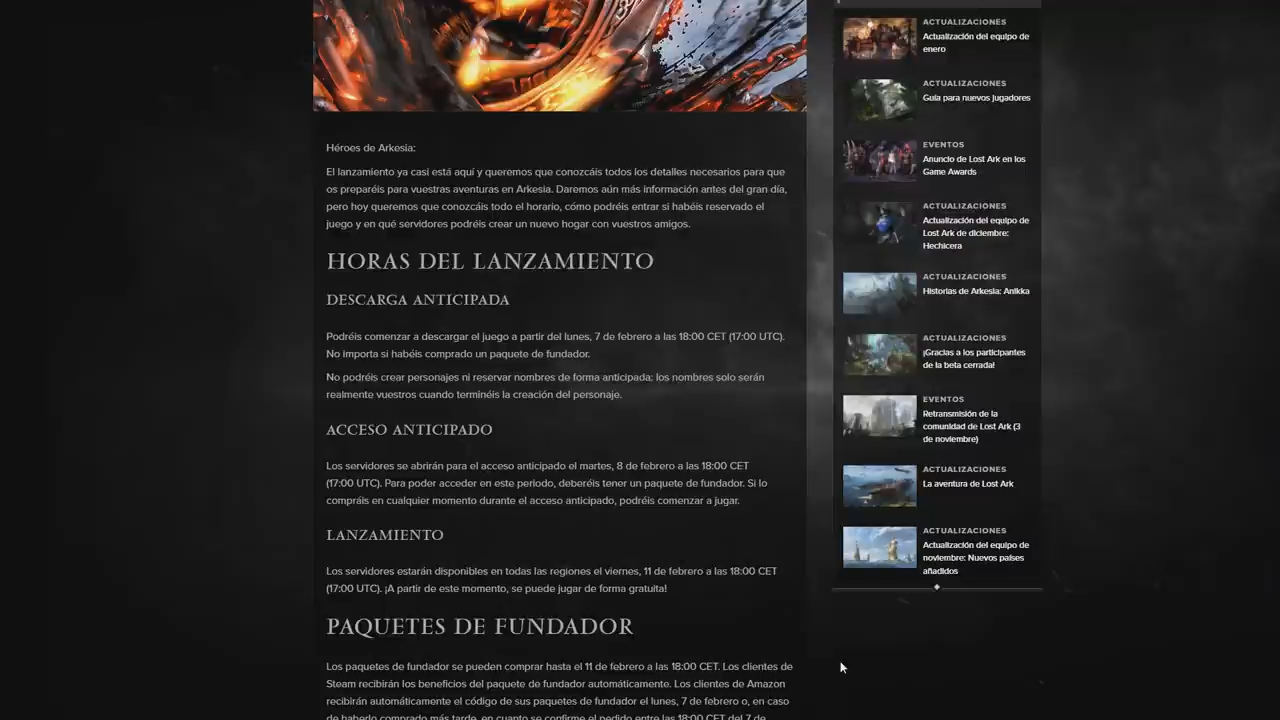 Héroes de Arkesia:
El lanzamiento ya casi está aquí y queremos que conozcáis todos los detalles necesarios para que
os preparéis para vuestras aventuras en Arkesia. Daremos aún más información antes del gran día,
pero hoy queremos que conozcáis todo el horario, cómo podréis entrar si habéis reservado el
juego y en qué servidores podréis crear un nuevo hogar con vuestros amigos.
HORAS DEL LANZAMIENTO
DESCARGA ANTICIPADA
Podréis comenzar a descargar el juego a partir del lunes, 7 de febrero a las 18:00 CET (17:00 UTC).
No importa si habéis comprado un paquete de fundador.
No podréis crear personajes ni reservar nombres de forma anticipada: los nombres solo serán
realmente vuestros cuando terminéis la creación del personaje.
ACCESO ANTICIPADO
Los servidores se abrirán para el acceso anticipado el martes, 8 de febrero a las 18:00 CET
(17:00 UTC). Para poder acceder en este periodo, deberéis tener un paquete de fundador. Si lo
compráis en cualquier momento durante el acceso anticipado, podréis comenzar a jugar.
LANZAMIENTO
Los servidores estarán disponibles en todas las regiones el viernes, 11 de febrero a las 18:00 CET
(17:00 UTC). ¡A partir de este momento, se puede jugar de forma gratuita!
PAQUETES DE FUNDADOR
Los paquetes de fundador se pueden comprar hasta el 11 de febrero a las 18:00 CET. Los clientes de
Steam recibirán los beneficios del paquete de fundador automáticamente. Los clientes de Amazon
recibirán automáticamente el código de sus paquetes de fundador el lunes, 7 de febrero o, en caso
de haberlo comprado más tarde, en cuanto se confirme el pedido entre las 18:00 CET del 7 de
ACTUALIZACIONES
Actualización del equipo de
enero
ACTUALIZACIONES
Guía para nuevos jugadores
EVENTOS
Anuncio de Lost Ark en los
Game Awards
ACTUALIZACIONES
Actualización del equipo de
Lost Ark de diciembre:
Hechicera
ACTUALIZACIONES
Historias de Arkesia: Anikka
ACTUALIZACIONES
¡Gracias a los participantes
de la beta cerrada!
EVENTOS
Retransmisión de la
comunidad de Lost Ark (3
de noviembre)
ACTUALIZACIONES
La aventura de Lost Ark
ACTUALIZACIONES
Actualización del equipo de
noviembre: Nuevos países
añadidos